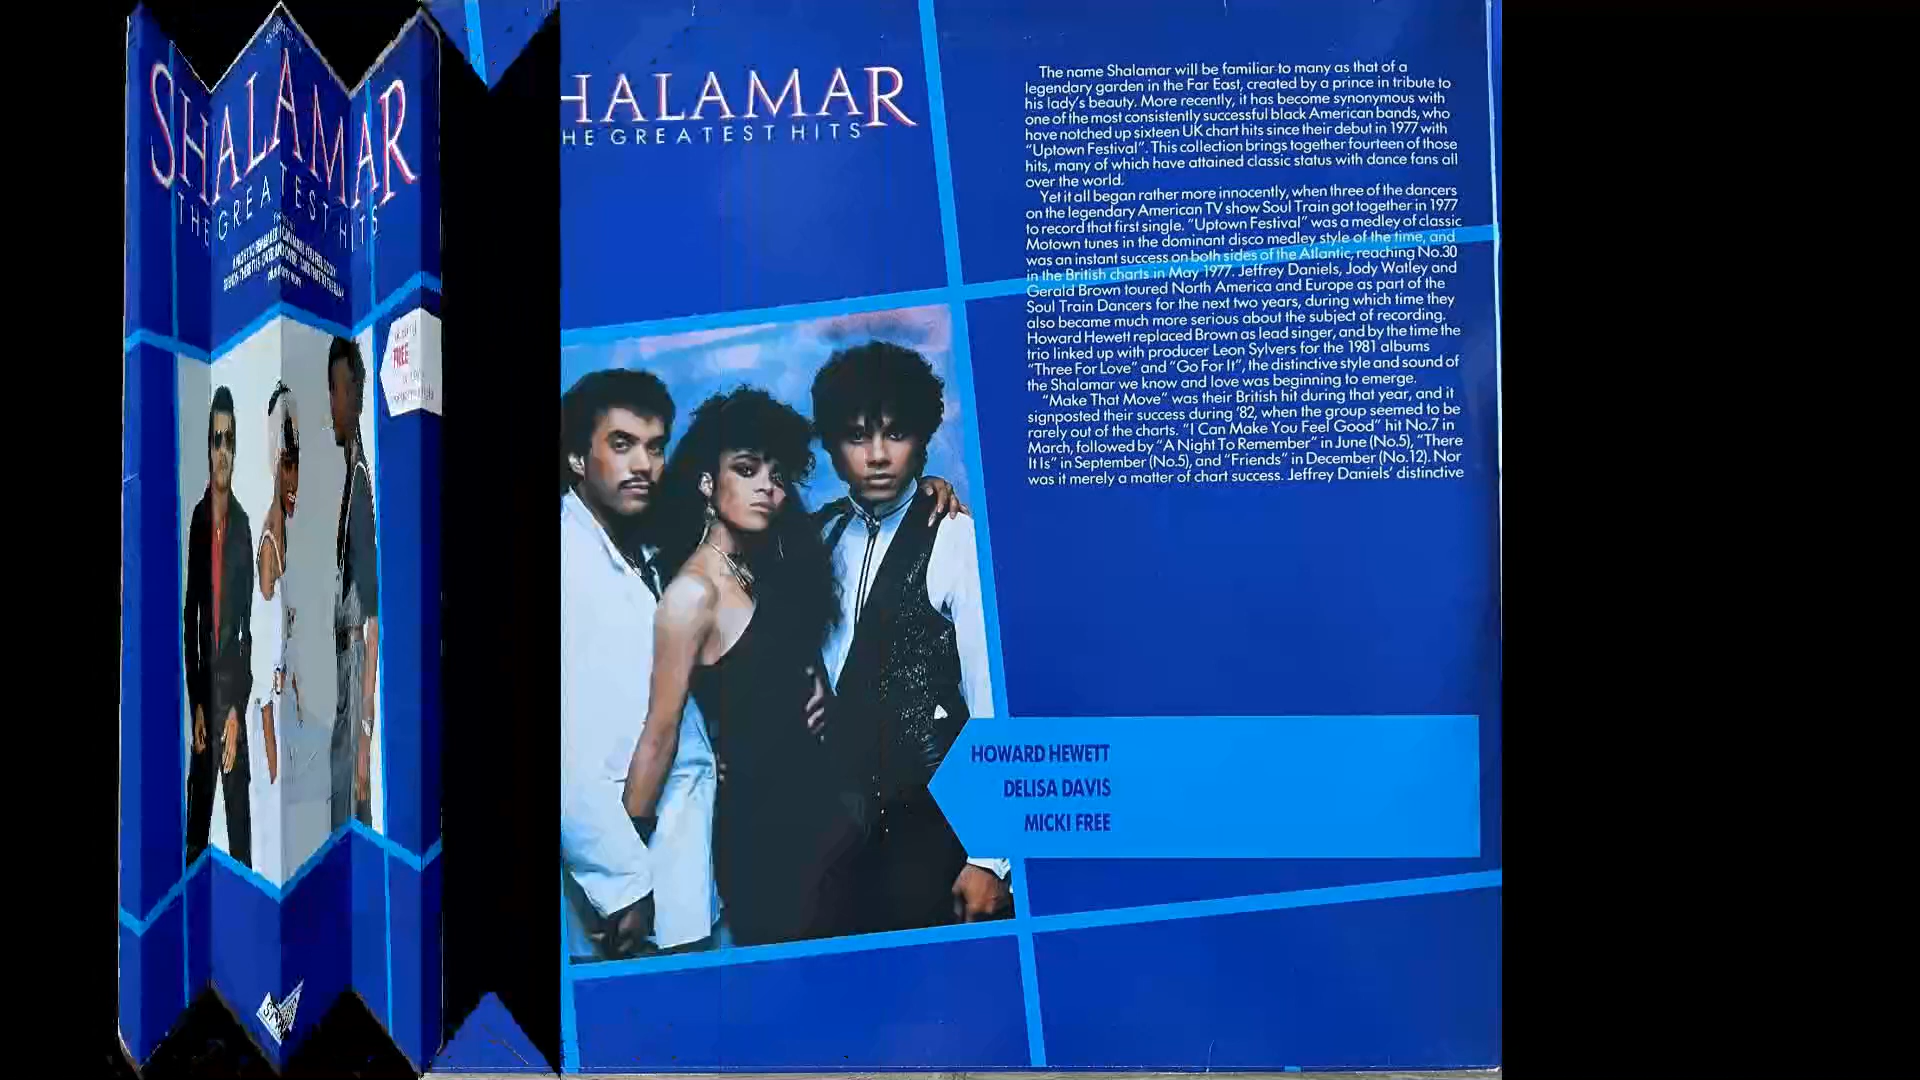 SHALAMAR
THE GREATEST HITS
FREE
HALAMAR
HE GREATEST HITS
The name Shalamar will be familiar to many as that of a
legendary garden in the Far East, created by a prince in tribute to
his lady's beauty. More recently, it has become synonymous with
one of the most consistently successful black American bands, who
have notched up sixteen UK chart hits since their debut in 1977 with
"Uptown Festival". This collection brings together fourteen of those
hits, many of which have attained classic status with dance fans all
over the world.
Yet it all began rather more innocently, when three of the dancers
on the legendary American TV show Soul Train got together in 1977
to record that first single. "Uptown Festival" was a medley of classic
Motown tunes in the dominant disco medley style of the time, and
was an instant success on both sides of the Atlantic, reaching No.30
in the British charts in May 1977. Jeffrey Daniels, Jody Watley and
Gerald Brown toured North America and Europe as part of the
Soul Train Dancers for the next two years, during which time they
also became much more serious about the subject of recording.
Howard Hewett replaced Brown as lead singer, and by the time the
trio linked up with producer Leon Sylvers for the 1981 albums
"Three For Love" and "Go For It", the distinctive style and sound of
the Shalamar we know and love was beginning to emerge.
"Make That Move" was their British hit during that year, and it
signposted their success during '82, when the group seemed to be
rarely out of the charts. "I Can Make You Feel Good" hit No.7 in
March, followed by "A Night To Remember" in June (No.5), "There
It Is" in September (No.5), and "Friends" in December (No.12). Nor
was it merely a matter of chart success. Jeffrey Daniels' distinctive
HOWARD HEWETT
DELISA DAVIS
MICKI FREE